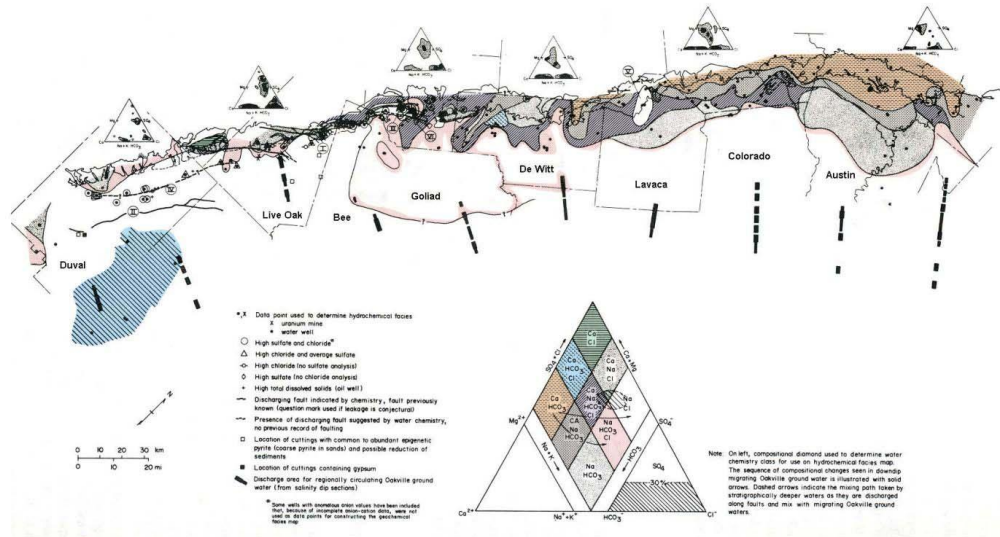 Duval
Live Oak
Bee
Goliad
De Witt
Lavaca
Colorado
Austin
II
IV
I
III
VI
V
N
0 10 20 30 km
0 10 20 mi
•,X Data point used to determine hydrochemical facies
X uranium mine
• water well
High sulfate and chloride*
High chloride and average sulfate
High chloride (no sulfate analysis)
High sulfate (no chloride analysis)
+ High total dissolved solids (oil well)
Discharging fault indicated by chemistry, fault previously
known (question mark used if leakage is conjectural)
Presence of discharging fault suggested by water chemistry,
no previous record of faulting
Location of cuttings with common to abundant epigenetic
pyrite (coarse pyrite in sands) and possible reduction of
sediments
Location of cuttings containing gypsum
Discharge area for regionally circulating Oakville ground
water (from salinity dip sections)
* Some wells with anomalous anion values have been included
that, because of incomplete anion-cation data, were not
used as data points for constructing the geochemical
facies map
Ca
Cl
SO₄+Cl
Ca+Mg
Ca
HCO₃
Cl
Ca
Na
Cl
Ca
HCO₃
Ca
Na
HCO₃
Cl
Na
Cl
CA
Na
HCO₃
Na
HCO₃
Cl
Na
HCO₃
Mg²⁺
SO₄⁻
Na+K
HCO₃
SO₄
30%
Ca²⁺
Na⁺+K⁺
HCO₃⁻
Cl⁻
Note: On left, compositional diamond used to determine water
chemistry class for use on hydrochemical facies map.
The sequence of compositional changes seen in downdip
migrating Oakville ground water is illustrated with solid
arrows. Dashed arrows indicate the mixing path taken by
stratigraphically deeper waters as they are discharged
along faults and mix with migrating Oakville ground
waters.